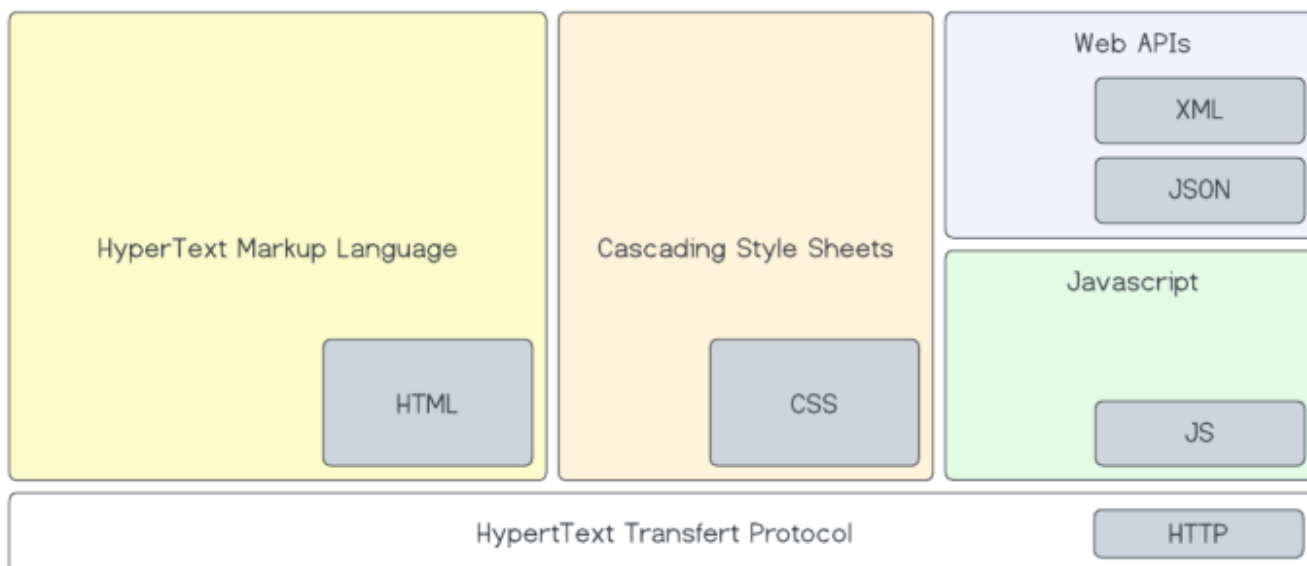 HyperText Markup Language
HTML
Cascading Style Sheets
CSS
Web APIs
XML
JSON
Javascript
JS
HypertText Transfert Protocol
HTTP